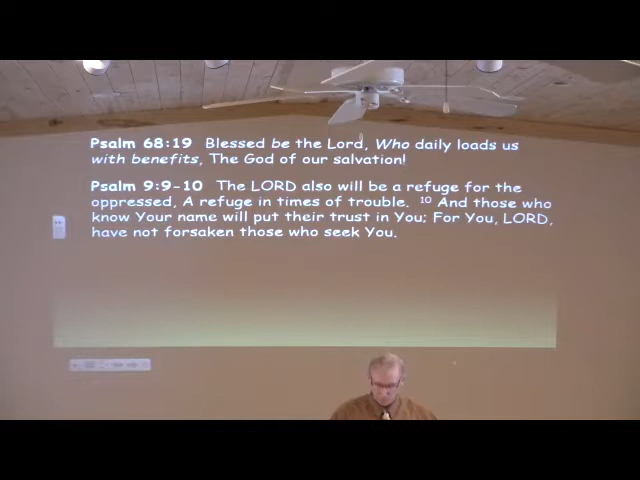 Psalm 68:19 Blessed be the Lord, Who daily loads us
with benefits, The God of our salvation!
Psalm 9:9-10 The LORD also will be a refuge for the
oppressed, A refuge in times of trouble. 10 And those who
know Your name will put their trust in You; For You, LORD,
have not forsaken those who seek You.